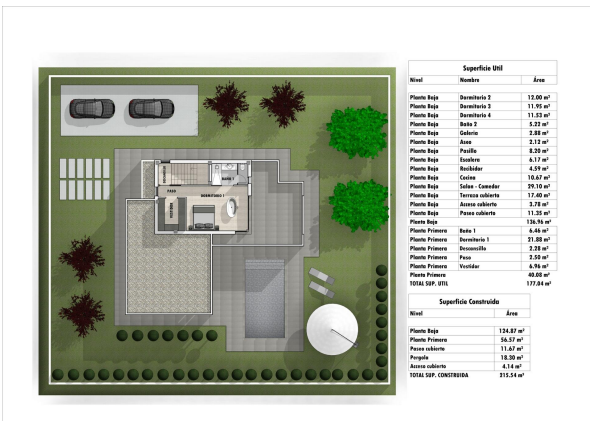 Superficie Util
Nivel Nombre Área
Planta Baja Dormitorio 2 12.00 m²
Planta Baja Dormitorio 3 11.95 m²
Planta Baja Dormitorio 4 11.53 m²
Planta Baja Baño 2 5.22 m²
Planta Baja Galeria 2.88 m²
Planta Baja Aseo 2.12 m²
Planta Baja Pasillo 8.20 m²
Planta Baja Escalera 6.17 m²
Planta Baja Recibidor 4.59 m²
Planta Baja Cocina 10.67 m²
Planta Baja Salon - Comedor 29.10 m²
Planta Baja Terraza cubierta 17.40 m²
Planta Baja Acceso cubierto 3.78 m²
Planta Baja Paseo cubierto 11.35 m²
Planta Baja 136.96 m²
Planta Primera Baño 1 6.46 m²
Planta Primera Dormitorio 1 21.88 m²
Planta Primera Descansillo 2.28 m²
Planta Primera Paso 2.50 m²
Planta Primera Vestidor 6.96 m²
Planta Primera 40.08 m²
TOTAL SUP. UTIL 177.04 m²
Superficie Construida
Nivel Área
Planta Baja 124.87 m²
Planta Primera 56.57 m²
Paseo cubierto 11.67 m²
Pergola 18.30 m²
Acceso cubierto 4.14 m²
TOTAL SUP. CONSTRUIDA 215.54 m²
BAÑO 1
PASO
DORMITORIO 1
VESTIDOR